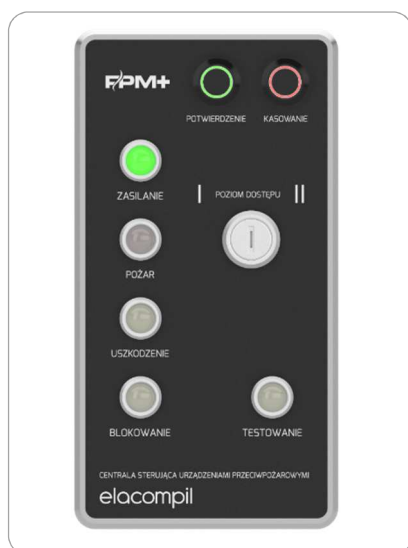 FPM+
POTWIERDZENIE KASOWANIE
ZASILANIE
I POZIOM DOSTĘPU II
POŻAR
USZKODZENIE
BLOKOWANIE TESTOWANIE
CENTRALA STERUJĄCA URZĄDZENIAMI PRZECIWPOŻAROWYMI
elacompil